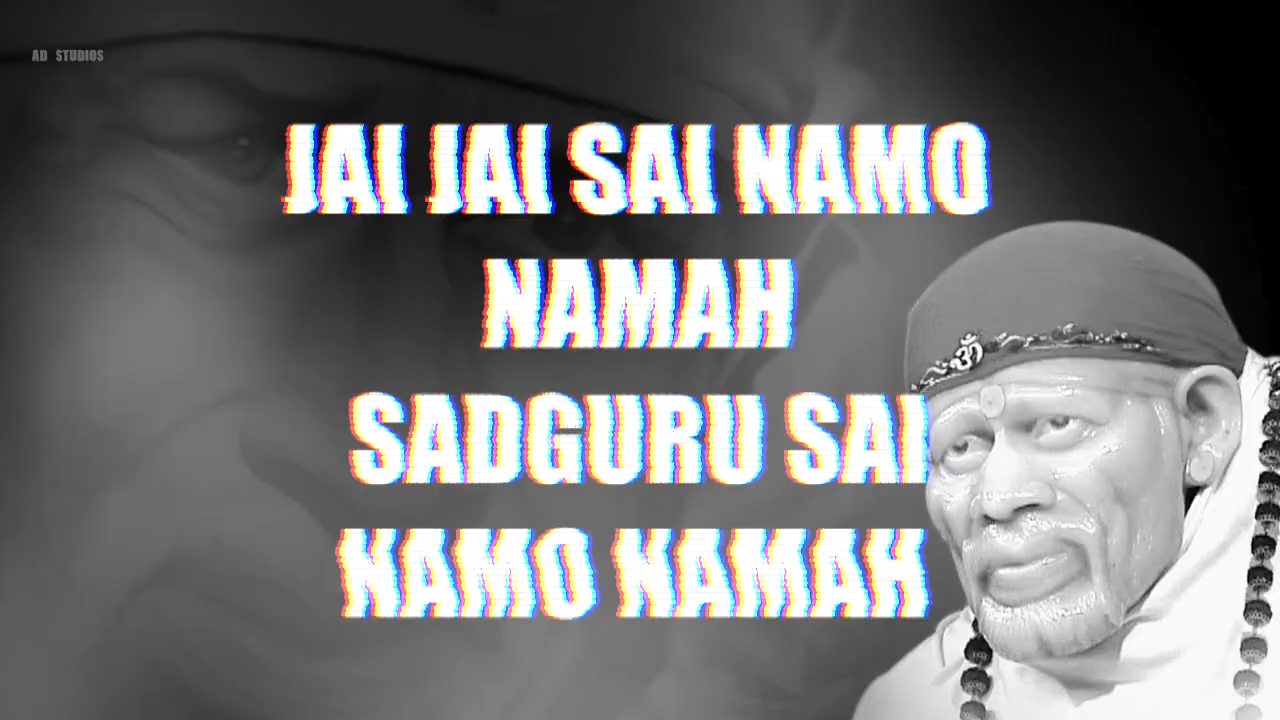 AD STUDIOS
JAI JAI SAI NAMO
NAMAH
SADGURU SAI
NAMO NAMAH
ॐ